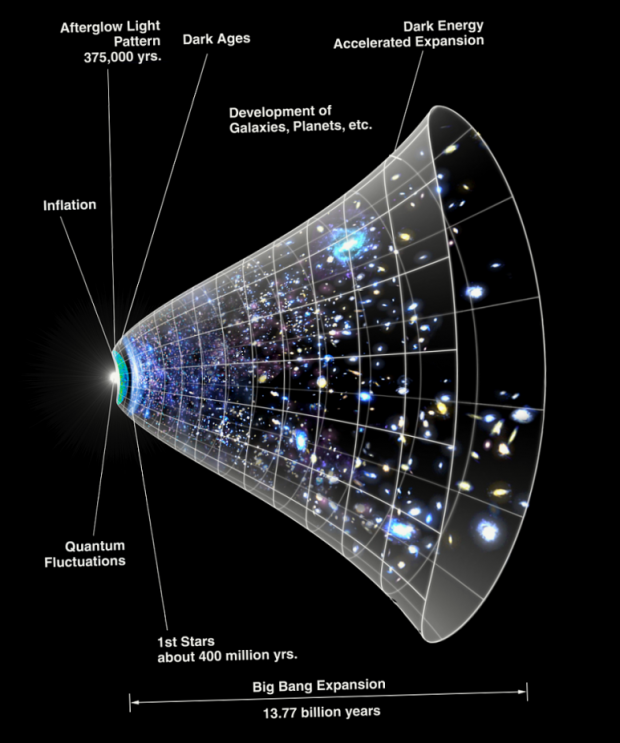 Afterglow Light
Pattern
375,000 yrs.
Dark Ages
Dark Energy
Accelerated Expansion
Development of
Galaxies, Planets, etc.
Inflation
Quantum
Fluctuations
1st Stars
about 400 million yrs.
Big Bang Expansion
13.77 billion years